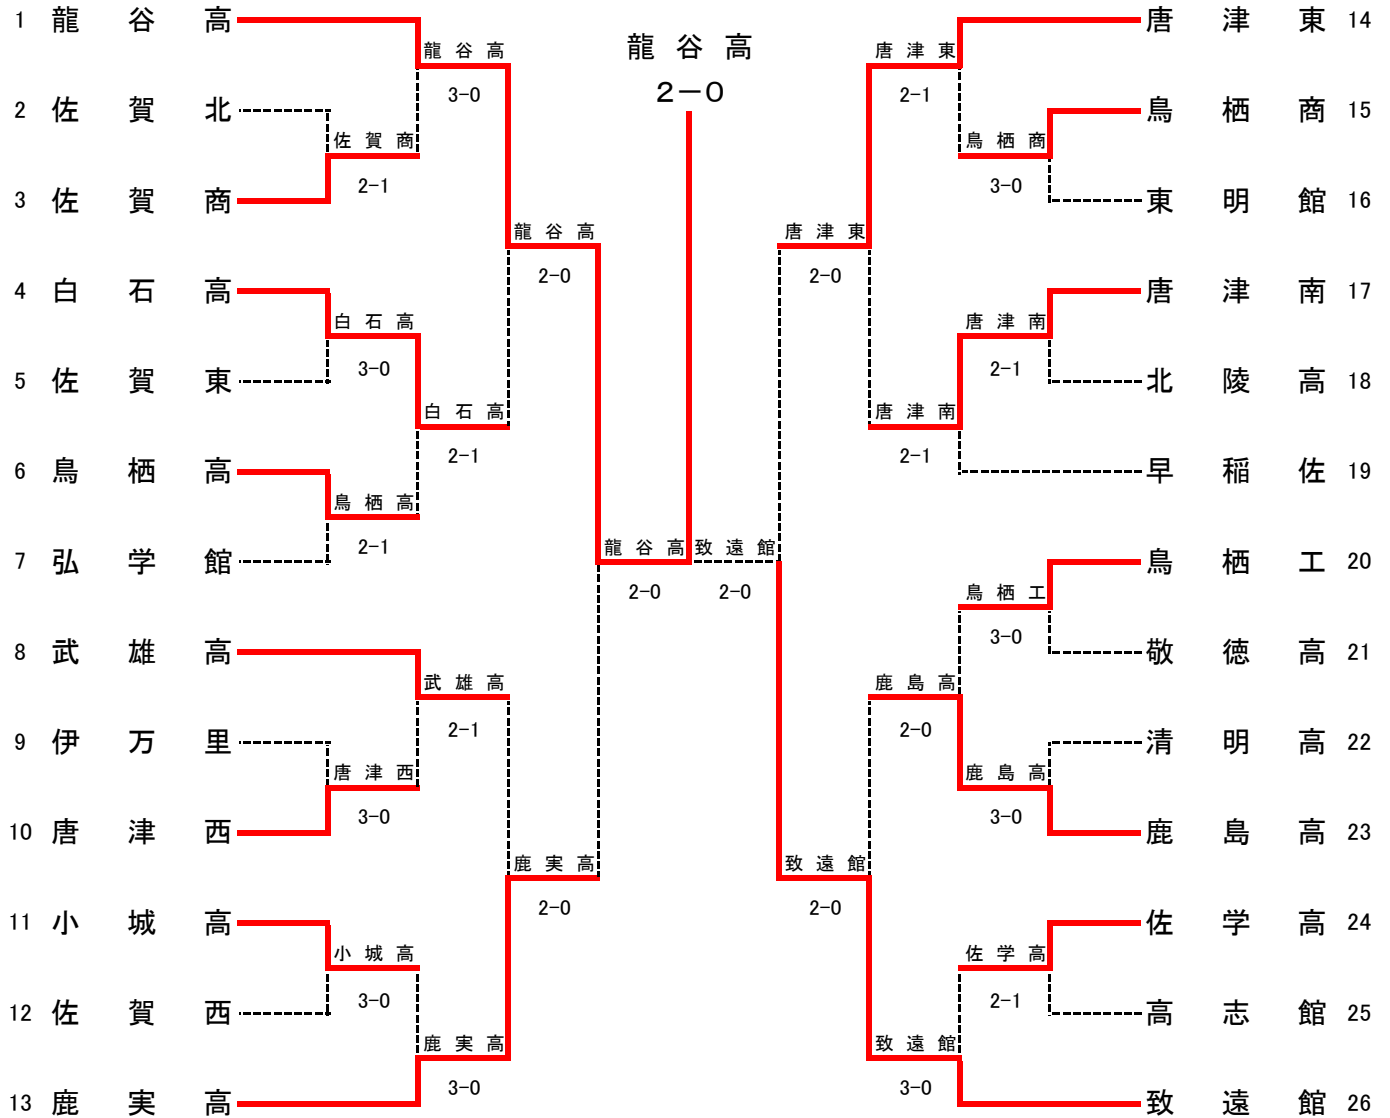 龍谷高
2-0
1 龍谷高
2 佐賀北
3 佐賀商
4 白石高
5 佐賀東
6 鳥栖高
7 弘学館
8 武雄高
9 伊万里
10 唐津西
11 小城高
12 佐賀西
13 鹿実高
佐賀商
2-1
白石高
3-0
鳥栖高
2-1
唐津西
3-0
小城高
3-0
龍谷高
3-0
白石高
2-1
武雄高
2-1
鹿実高
3-0
龍谷高
2-0
鹿実高
2-0
龍谷高
2-0
致遠館
2-0
唐津東
2-0
致遠館
2-0
唐津東
2-1
唐津南
2-1
鹿島高
2-0
致遠館
3-0
鳥栖商
3-0
唐津南
2-1
鳥栖工
3-0
鹿島高
3-0
佐学高
2-1
唐津東 14
鳥栖商 15
東明館 16
唐津南 17
北陵高 18
早稲佐 19
鳥栖工 20
敬徳高 21
清明高 22
鹿島高 23
佐学高 24
高志館 25
致遠館 26